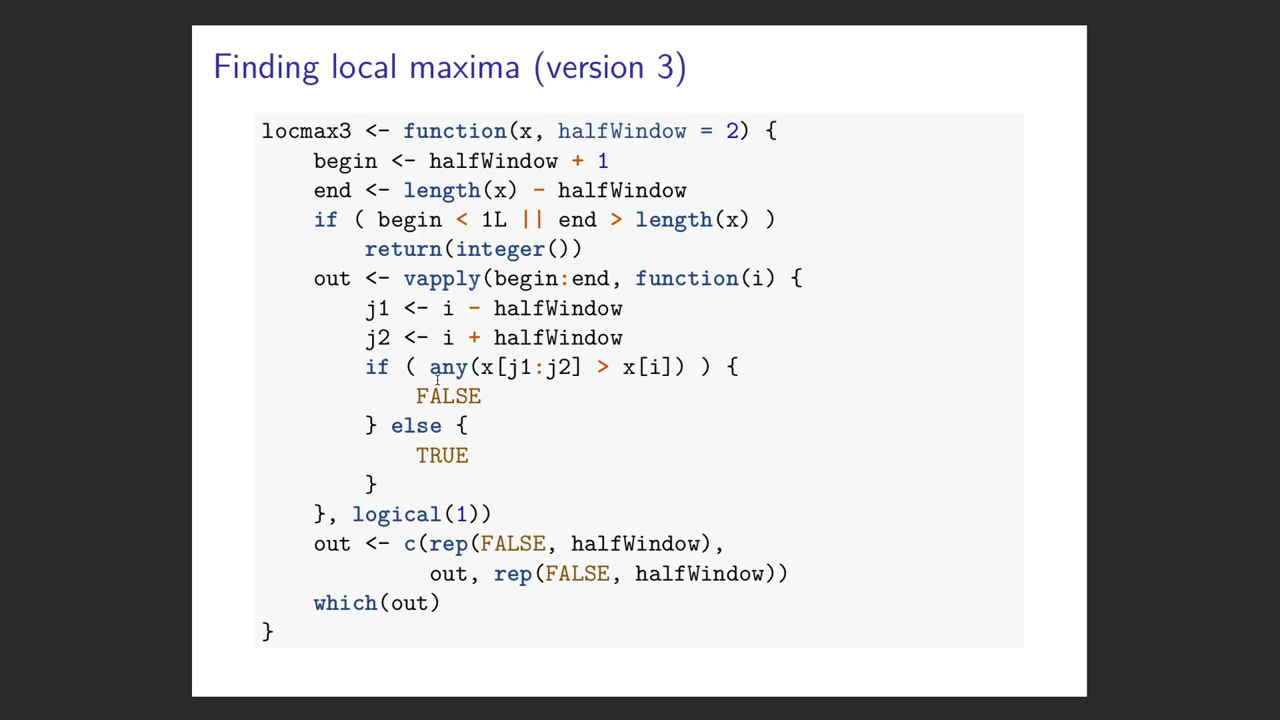 Finding local maxima (version 3)
locmax3 <- function(x, halfWindow = 2) {
    begin <- halfWindow + 1
    end <- length(x) - halfWindow
    if ( begin < 1L || end > length(x) )
        return(integer())
    out <- vapply(begin:end, function(i) {
        j1 <- i - halfWindow
        j2 <- i + halfWindow
        if ( any(x[j1:j2] > x[i]) ) {
            FALSE
        } else {
            TRUE
        }
    }, logical(1))
    out <- c(rep(FALSE, halfWindow),
             out, rep(FALSE, halfWindow))
    which(out)
}